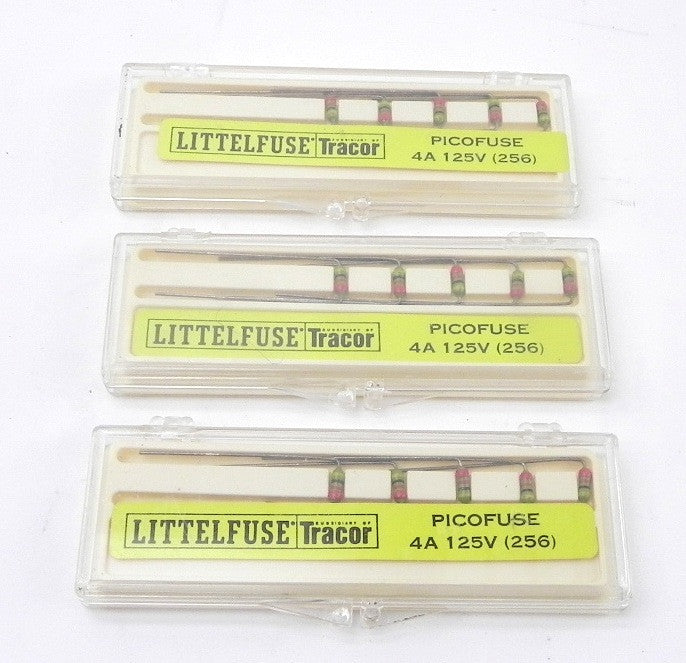 LITTELFUSE® SUBSIDIARY OF Tracor
PICOFUSE
4A 125V (256)
LITTELFUSE® SUBSIDIARY OF Tracor
PICOFUSE
4A 125V (256)
LITTELFUSE® SUBSIDIARY OF Tracor
PICOFUSE
4A 125V (256)